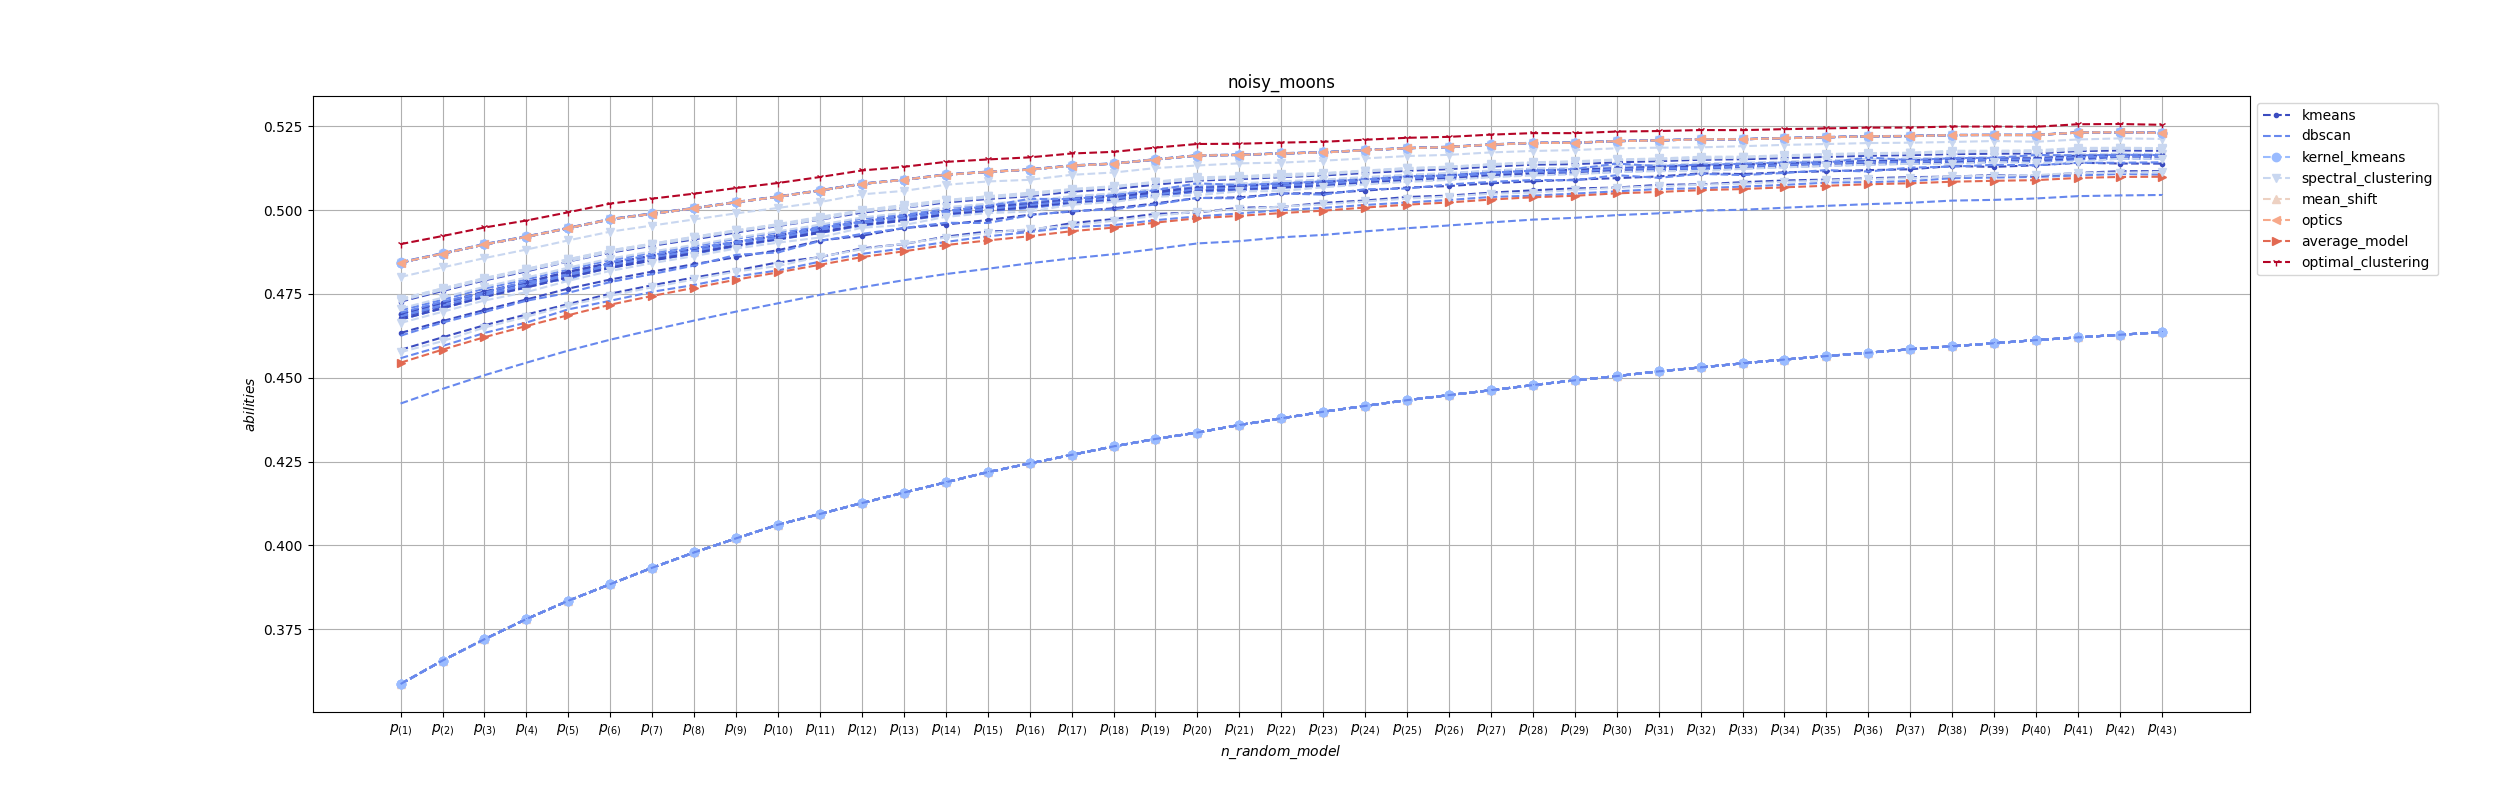 noisy_moons
0.525
0.500
0.475
0.450
0.425
0.400
0.375
abilities
p(1) p(2) p(3) p(4) p(5) p(6) p(7) p(8) p(9) p(10) p(11) p(12) p(13) p(14) p(15) p(16) p(17) p(18) p(19) p(20) p(21) p(22) p(23) p(24) p(25) p(26) p(27) p(28) p(29) p(30) p(31) p(32) p(33) p(34) p(35) p(36) p(37) p(38) p(39) p(40) p(41) p(42) p(43)
n_random_model
kmeans
dbscan
kernel_kmeans
spectral_clustering
mean_shift
optics
average_model
optimal_clustering